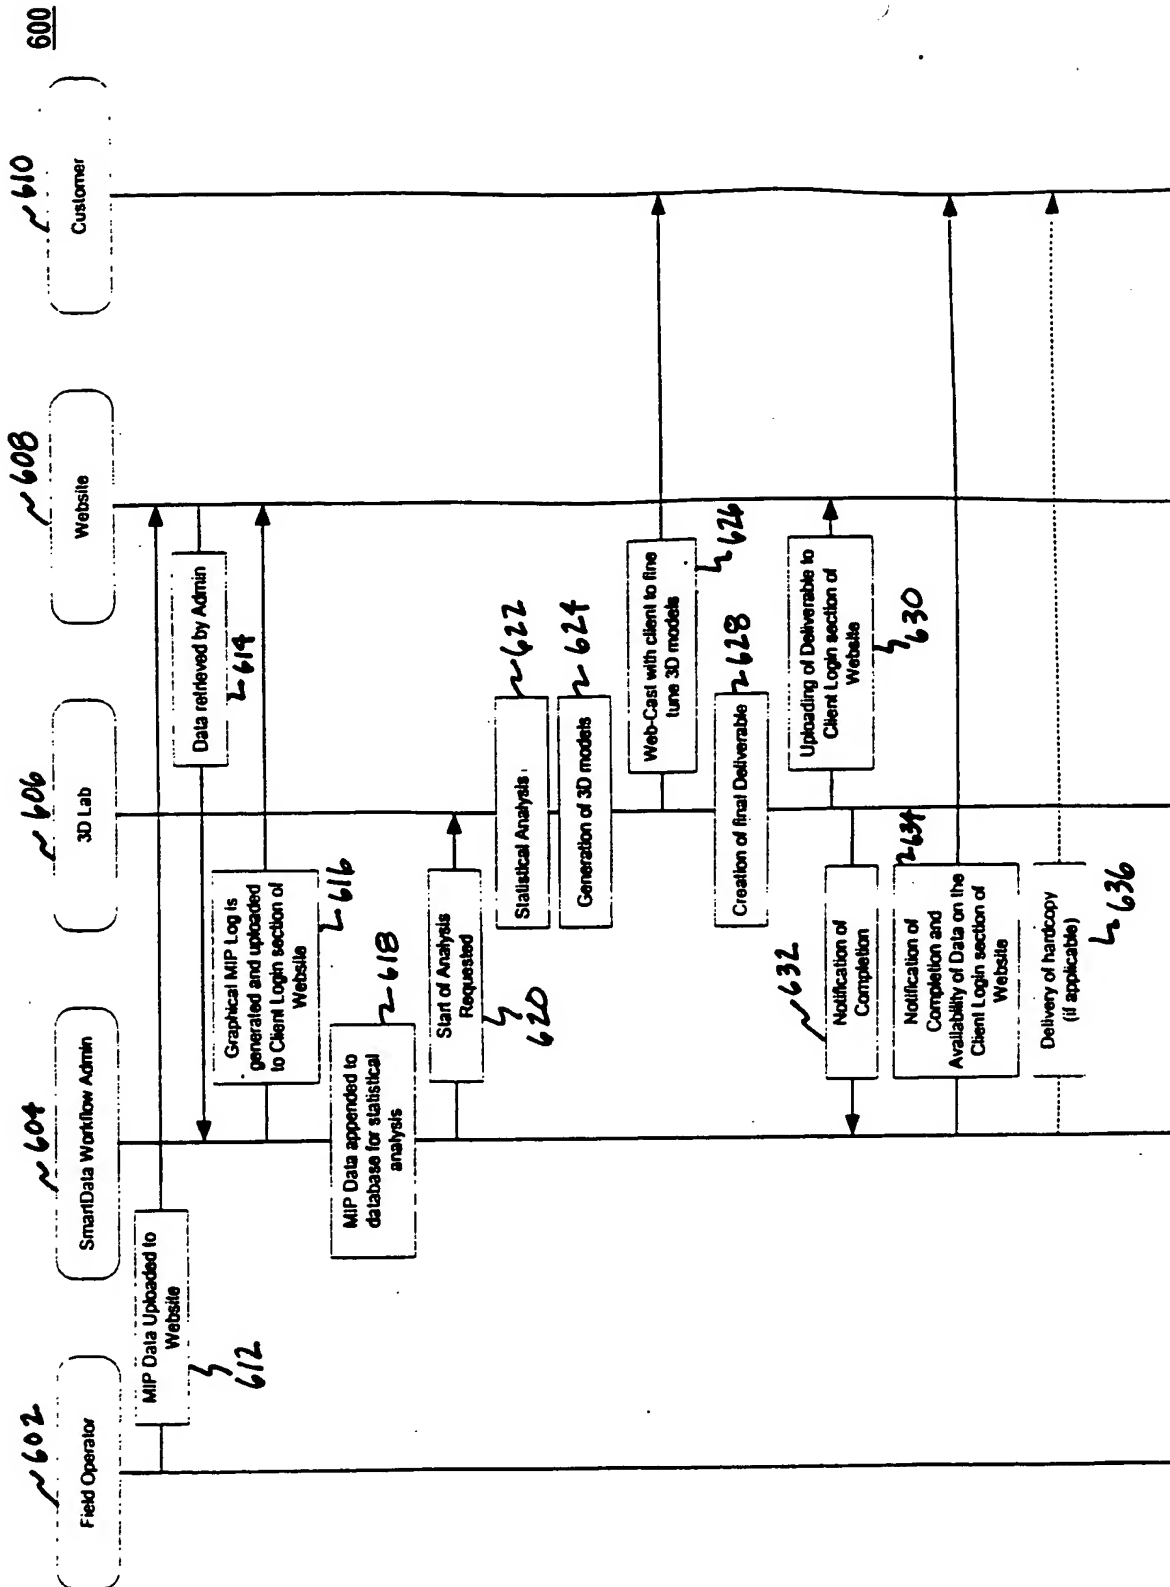 600
602
Field Operator
604
SmartData Workflow Admin
606
3D Lab
608
Website
610
Customer
MIP Data Uploaded to
Website
612
Data retrieved by Admin
614
Graphical MIP Log is
generated and uploaded
to Client Login section of
Website
616
MIP Data appended to
database for statistical
analysis
618
Start of Analysis
Requested
620
Statistical Analysis
622
Generation of 3D models
624
Web-Cast with client to fine
tune 3D models
626
Creation of final Deliverable
628
Uploading of Deliverable to
Client Login section of
Website
630
Notification of
Completion
632
Notification of
Completion and
Availability of Data on the
Client Login section of
Website
634
Delivery of hardcopy
(if applicable)
636